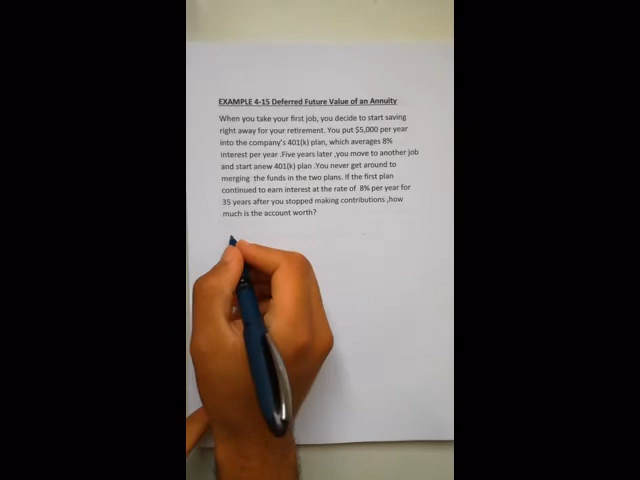 EXAMPLE 4-15 Deferred Future Value of an Annuity
When you take your first job, you decide to start saving
right away for your retirement. You put $5,000 per year
into the company's 401(k) plan, which averages 8%
interest per year .Five years later ,you move to another job
and start anew 401(k) plan .You never get around to
merging the funds in the two plans. If the first plan
continued to earn interest at the rate of 8% per year for
35 years after you stopped making contributions ,how
much is the account worth?